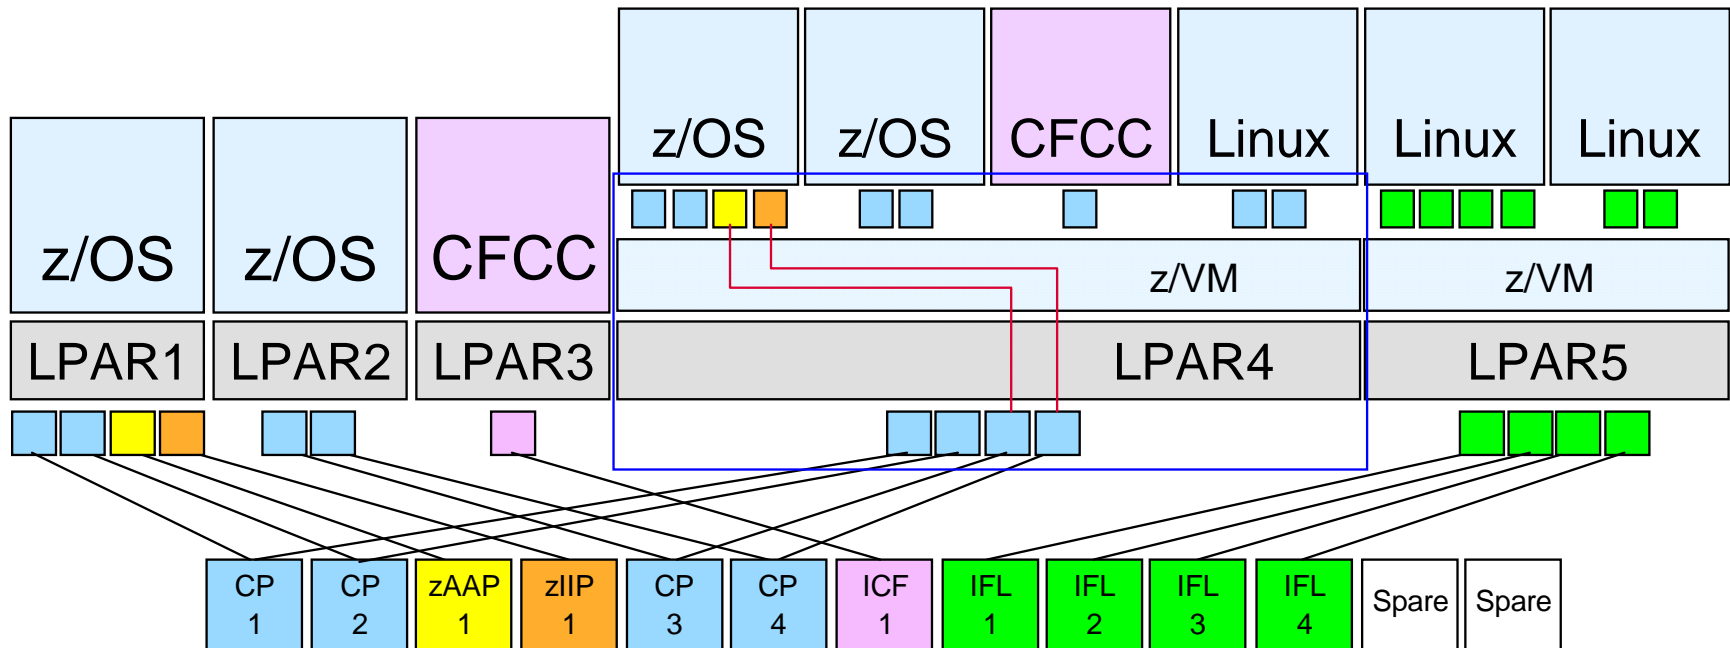 z/OS
z/OS
CFCC
Linux
Linux
Linux
z/OS
z/OS
CFCC
z/VM
z/VM
LPAR1
LPAR2
LPAR3
LPAR4
LPAR5
CP
1
CP
2
zAAP
1
zIIP
1
CP
3
CP
4
ICF
1
IFL
1
IFL
2
IFL
3
IFL
4
Spare
Spare